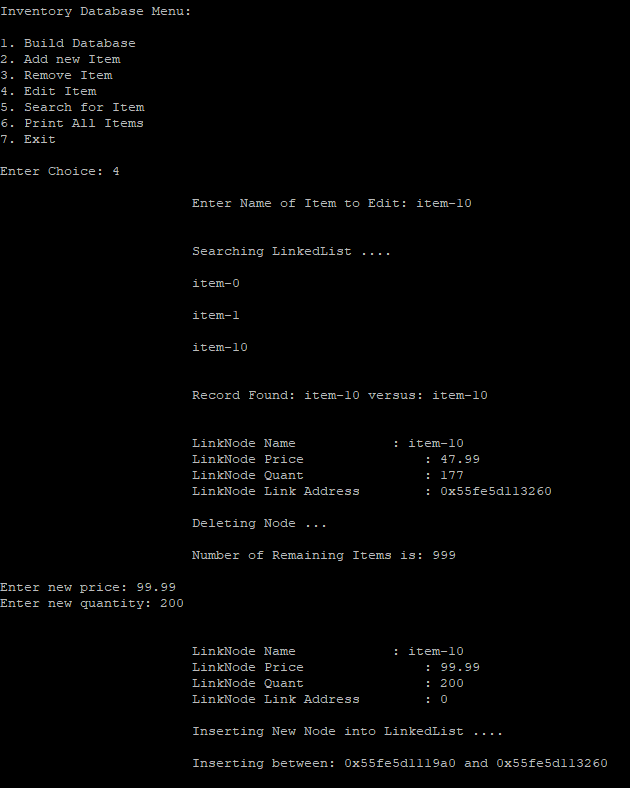 Inventory Database Menu:
1. Build Database
2. Add new Item
3. Remove Item
4. Edit Item
5. Search for Item
6. Print All Items
7. Exit
Enter Choice: 4
Enter Name of Item to Edit: item-10
Searching LinkedList ....
item-0
item-1
item-10
Record Found: item-10 versus: item-10
LinkNode Name : item-10
LinkNode Price : 47.99
LinkNode Quant : 177
LinkNode Link Address : 0x55fe5d113260
Deleting Node ...
Number of Remaining Items is: 999
Enter new price: 99.99
Enter new quantity: 200
LinkNode Name : item-10
LinkNode Price : 99.99
LinkNode Quant : 200
LinkNode Link Address : 0
Inserting New Node into LinkedList ....
Inserting between: 0x55fe5d1119a0 and 0x55fe5d113260